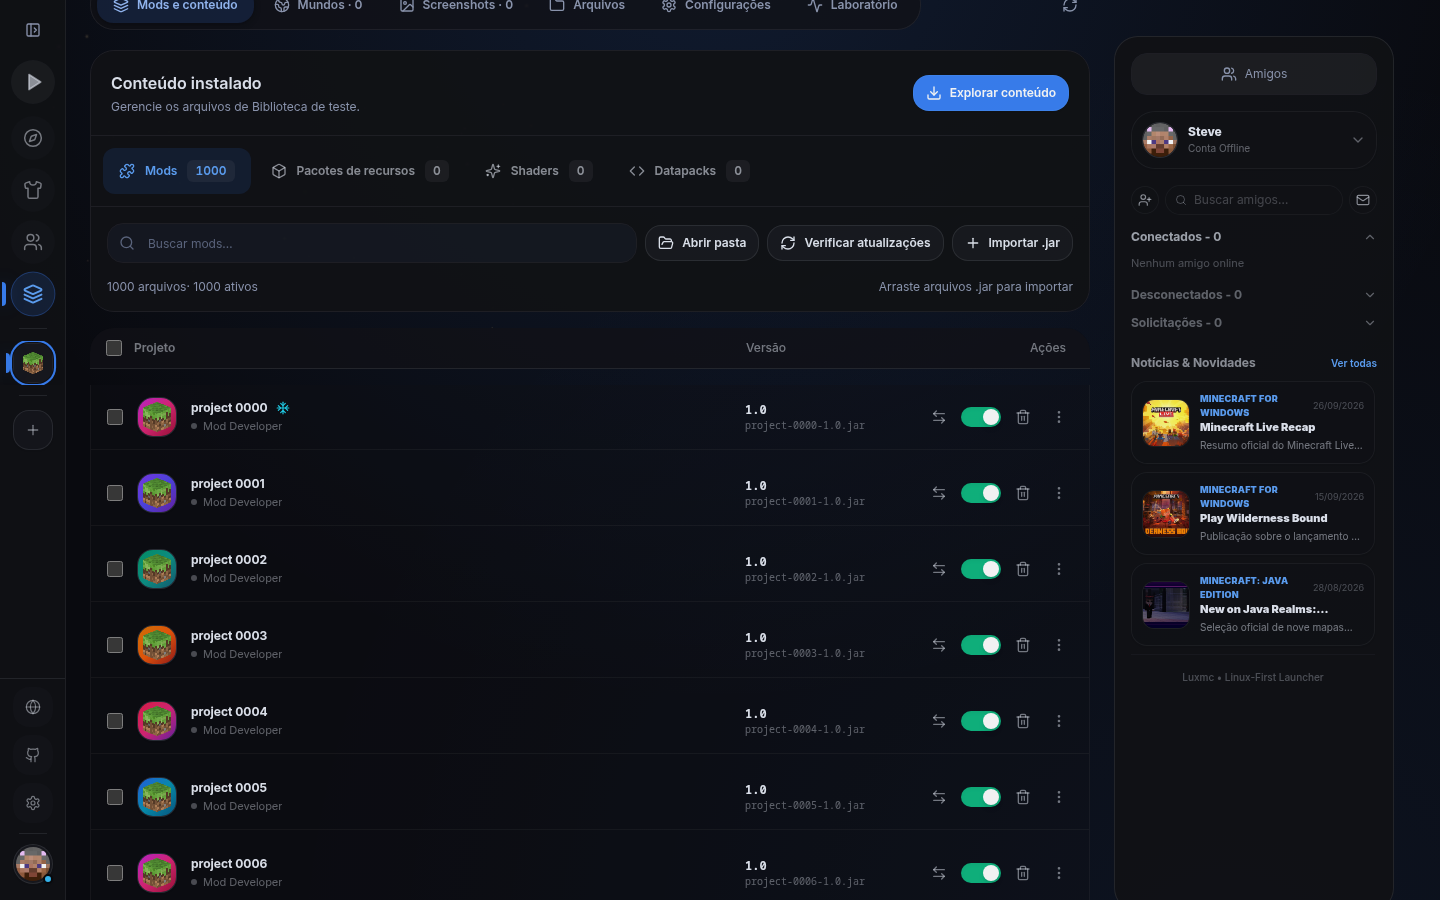 Mods e conteúdo
Mundos · 0
Screenshots · 0
Arquivos
Configurações
Laboratório
Conteúdo instalado
Gerencie os arquivos de Biblioteca de teste.
Explorar conteúdo
Mods 1000
Pacotes de recursos 0
Shaders 0
Datapacks 0
Buscar mods...
Abrir pasta
Verificar atualizações
Importar .jar
1000 arquivos· 1000 ativos
Arraste arquivos .jar para importar
Projeto
Versão
Ações
project 0000
Mod Developer
1.0
project-0000-1.0.jar
project 0001
Mod Developer
1.0
project-0001-1.0.jar
project 0002
Mod Developer
1.0
project-0002-1.0.jar
project 0003
Mod Developer
1.0
project-0003-1.0.jar
project 0004
Mod Developer
1.0
project-0004-1.0.jar
project 0005
Mod Developer
1.0
project-0005-1.0.jar
project 0006
Mod Developer
1.0
project-0006-1.0.jar
Amigos
Steve
Conta Offline
Buscar amigos...
Conectados - 0
Nenhum amigo online
Desconectados - 0
Solicitações - 0
Notícias & Novidades
Ver todas
MINECRAFT FOR
WINDOWS
26/09/2026
Minecraft Live Recap
Resumo oficial do Minecraft Live...
MINECRAFT FOR
WINDOWS
15/09/2026
Play Wilderness Bound
Publicação sobre o lançamento ...
MINECRAFT: JAVA
EDITION
28/08/2026
New on Java Realms:...
Seleção oficial de nove mapas...
Luxmc • Linux-First Launcher